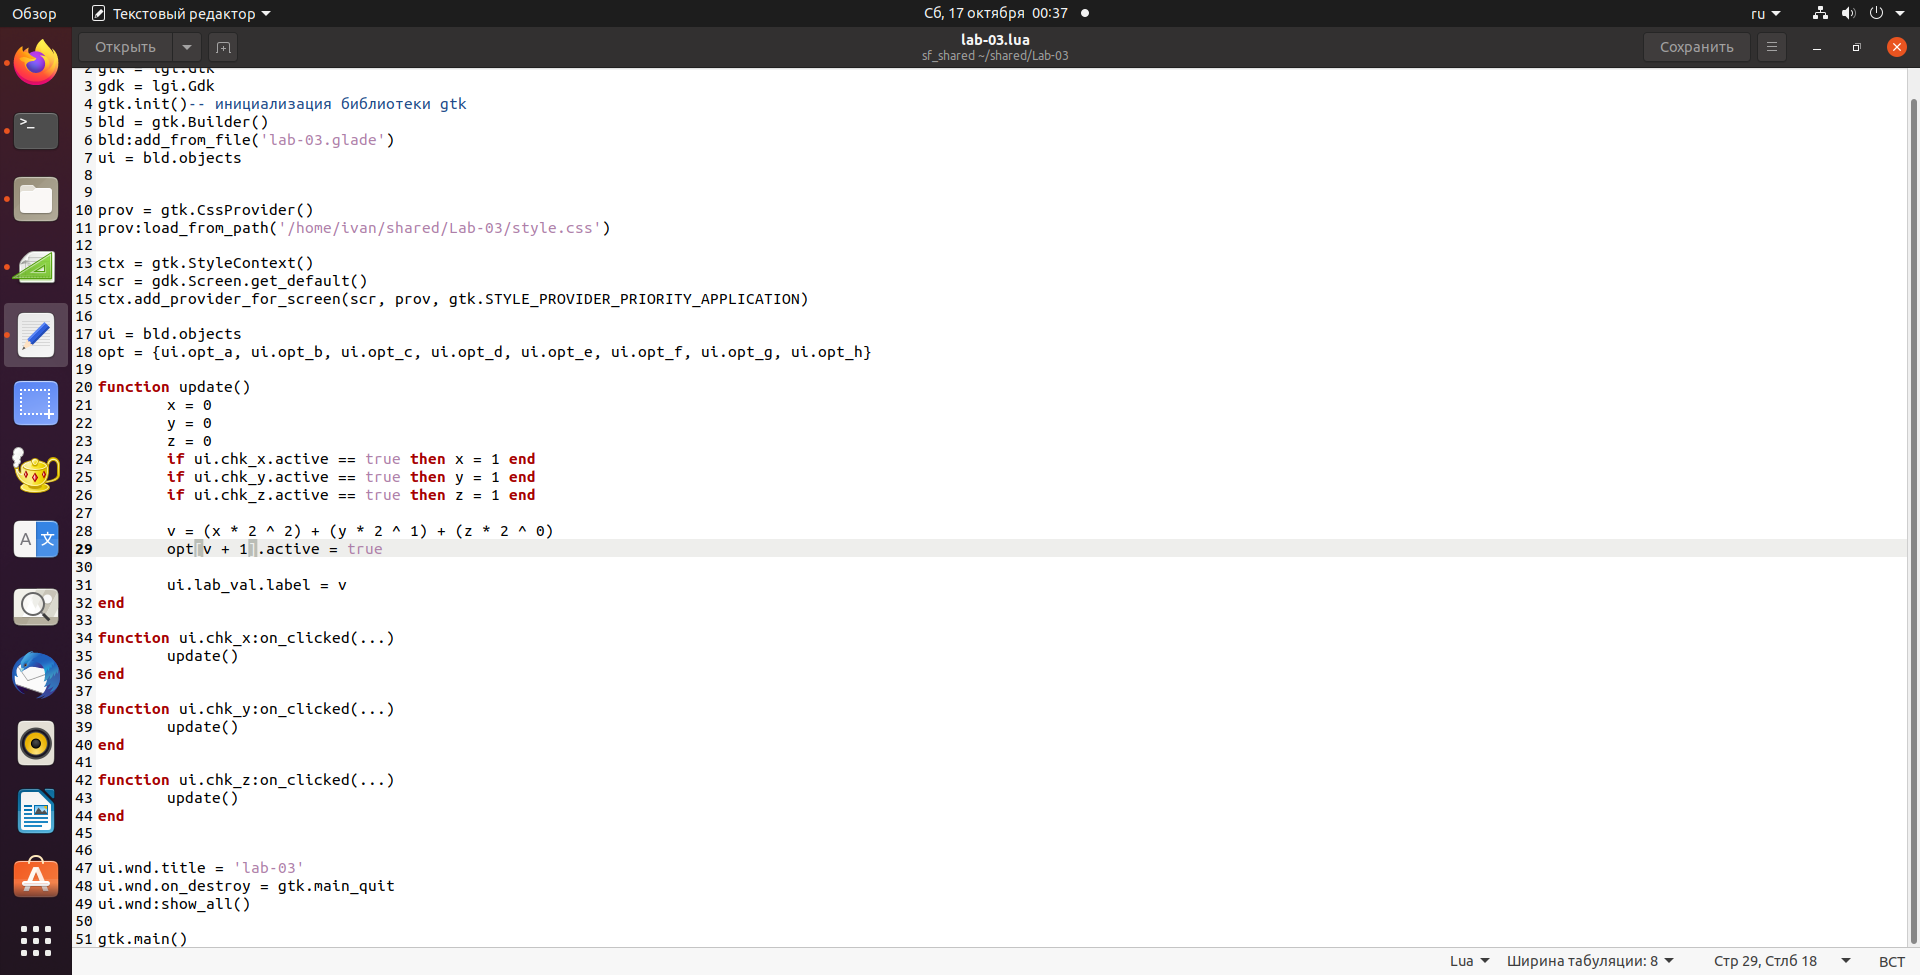 Обзор
Текстовый редактор
Сб, 17 октября 00:37
ru
Открыть
lab-03.lua
sf_shared ~/shared/Lab-03
Сохранить
2 gtk = lgi.Gtk
3 gdk = lgi.Gdk
4 gtk.init()-- инициализация библиотеки gtk
5 bld = gtk.Builder()
6 bld:add_from_file('lab-03.glade')
7 ui = bld.objects
8
9
10 prov = gtk.CssProvider()
11 prov:load_from_path('/home/ivan/shared/Lab-03/style.css')
12
13 ctx = gtk.StyleContext()
14 scr = gdk.Screen.get_default()
15 ctx.add_provider_for_screen(scr, prov, gtk.STYLE_PROVIDER_PRIORITY_APPLICATION)
16
17 ui = bld.objects
18 opt = {ui.opt_a, ui.opt_b, ui.opt_c, ui.opt_d, ui.opt_e, ui.opt_f, ui.opt_g, ui.opt_h}
19
20 function update()
21 x = 0
22 y = 0
23 z = 0
24 if ui.chk_x.active == true then x = 1 end
25 if ui.chk_y.active == true then y = 1 end
26 if ui.chk_z.active == true then z = 1 end
27
28 v = (x * 2 ^ 2) + (y * 2 ^ 1) + (z * 2 ^ 0)
29 opt[v + 1].active = true
30
31 ui.lab_val.label = v
32 end
33
34 function ui.chk_x:on_clicked(...)
35 update()
36 end
37
38 function ui.chk_y:on_clicked(...)
39 update()
40 end
41
42 function ui.chk_z:on_clicked(...)
43 update()
44 end
45
46
47 ui.wnd.title = 'lab-03'
48 ui.wnd.on_destroy = gtk.main_quit
49 ui.wnd:show_all()
50
51 gtk.main()
Lua
Ширина табуляции: 8
Стр 29, Стлб 18
ВСТ